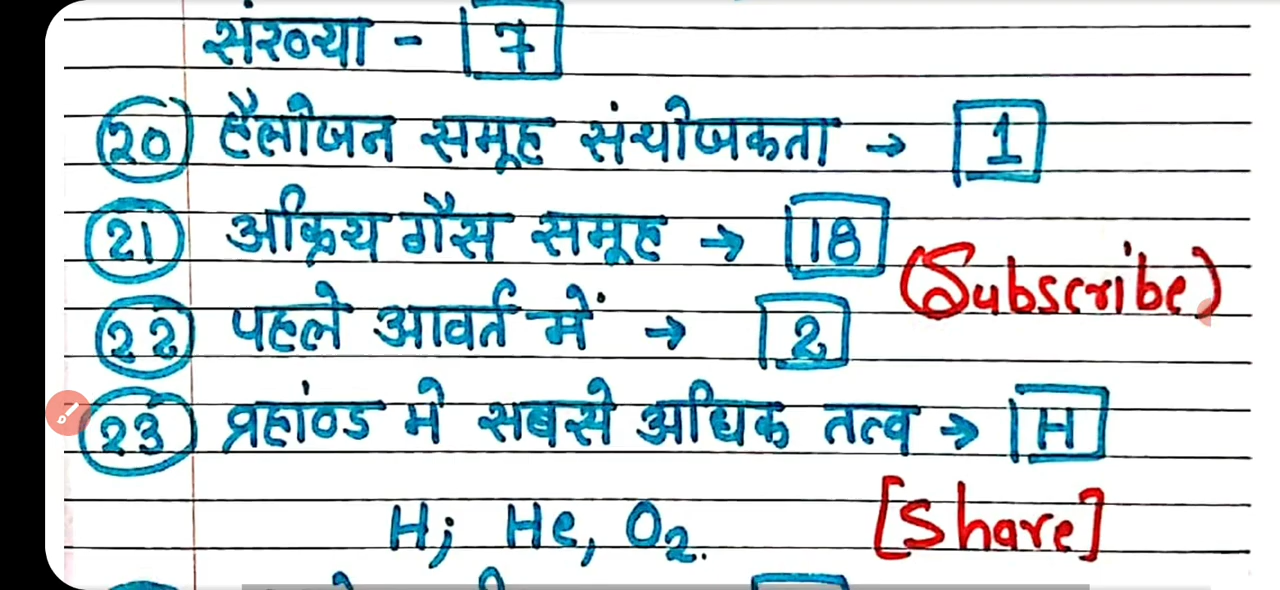 संख्या - 7
20 हैलोजन समूह संयोजकता → 1
21 अक्रिय गैस समूह → 18
(Subscribe)
22 पहले आवर्त में → 2
23 ब्रहांण्ड मे सबसे अधिक तत्व → H
H; He, O2.
[Share]